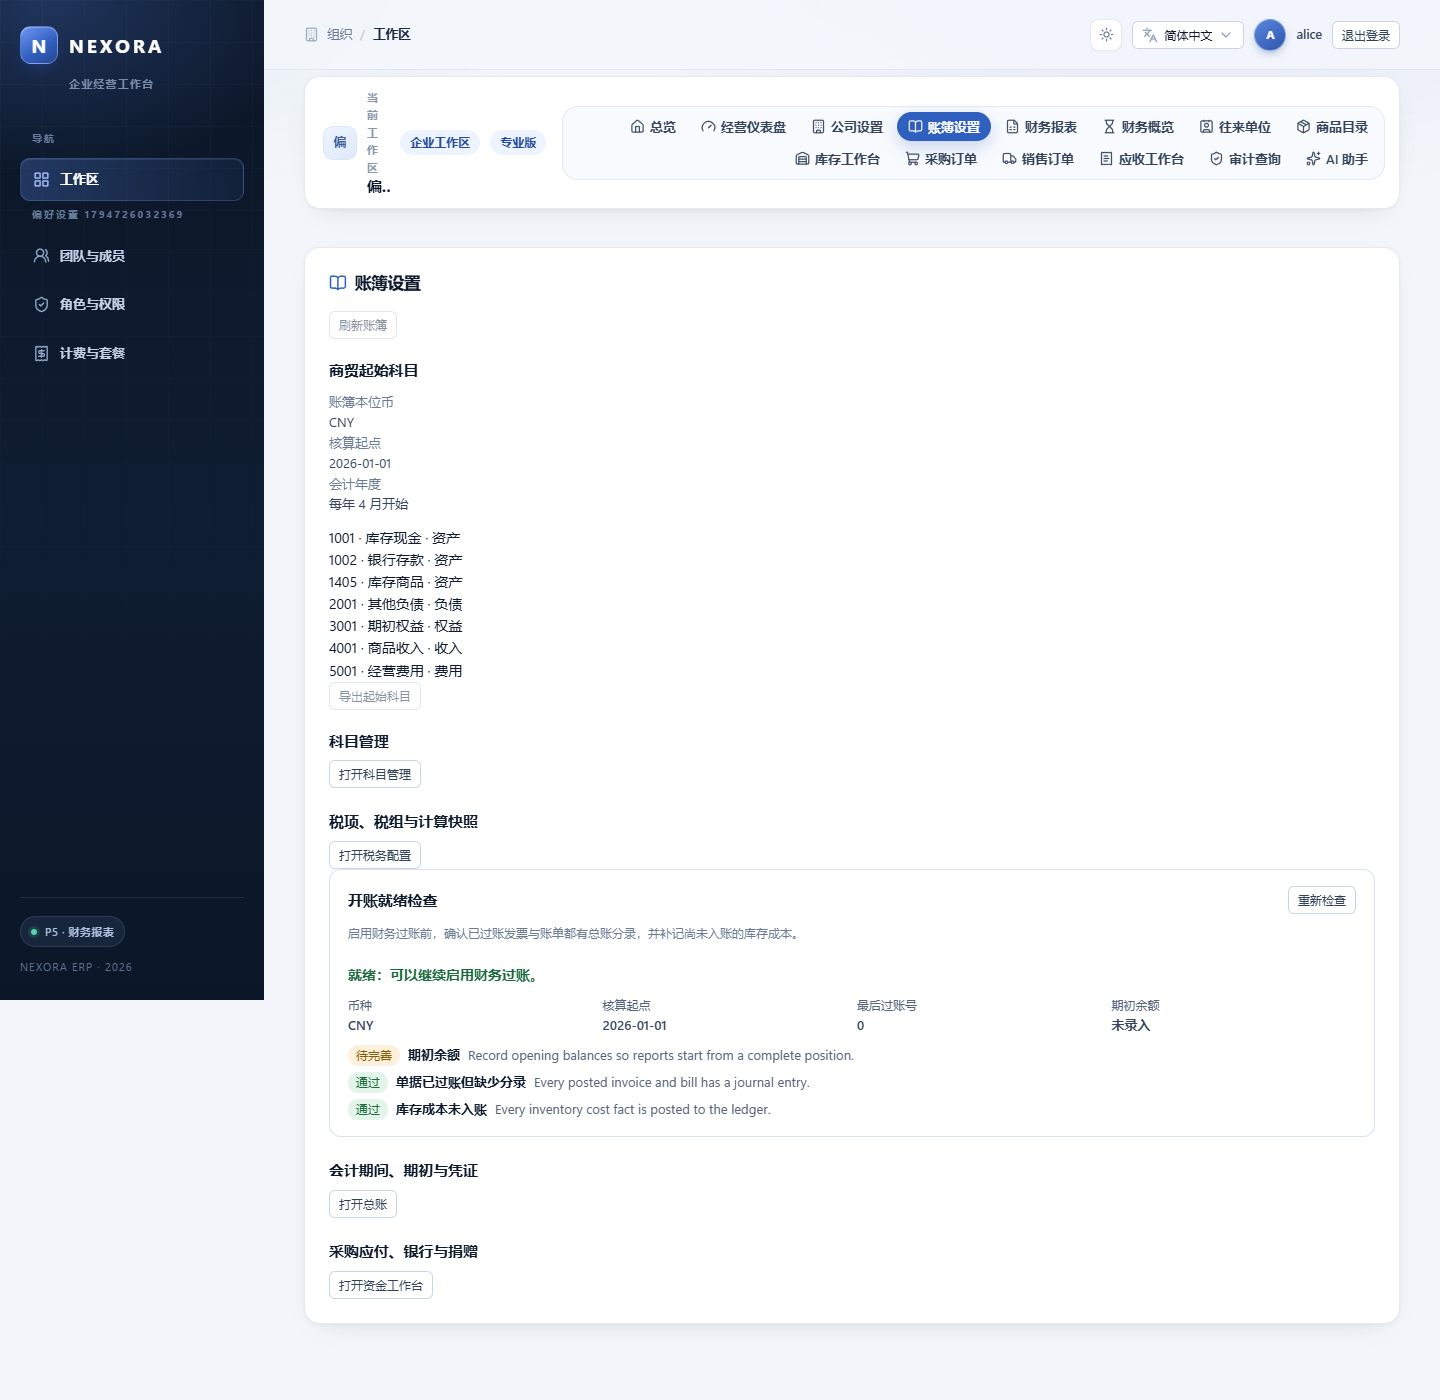 N NEXORA
企业经营工作台
导航
工作区
偏好设置 1794726032369
团队与成员
角色与权限
计费与套餐
P5 · 财务报表
NEXORA ERP · 2026
组织 / 工作区
简体中文
A alice
退出登录
偏
当前工作区
偏..
企业工作区
专业版
总览
经营仪表盘
公司设置
账簿设置
财务报表
财务概览
往来单位
商品目录
库存工作台
采购订单
销售订单
应收工作台
审计查询
AI 助手
账簿设置
刷新账簿
商贸起始科目
账簿本位币
CNY
核算起点
2026-01-01
会计年度
每年 4 月开始
1001 · 库存现金 · 资产
1002 · 银行存款 · 资产
1405 · 库存商品 · 资产
2001 · 其他负债 · 负债
3001 · 期初权益 · 权益
4001 · 商品收入 · 收入
5001 · 经营费用 · 费用
导出起始科目
科目管理
打开科目管理
税项、税组与计算快照
打开税务配置
开账就绪检查
重新检查
启用财务过账前，确认已过账发票与账单都有总账分录，并补记尚未入账的库存成本。
就绪：可以继续启用财务过账。
币种
CNY
核算起点
2026-01-01
最后过账号
0
期初余额
未录入
待完善 期初余额 Record opening balances so reports start from a complete position.
通过 单据已过账但缺少分录 Every posted invoice and bill has a journal entry.
通过 库存成本未入账 Every inventory cost fact is posted to the ledger.
会计期间、期初与凭证
打开总账
采购应付、银行与捐赠
打开资金工作台